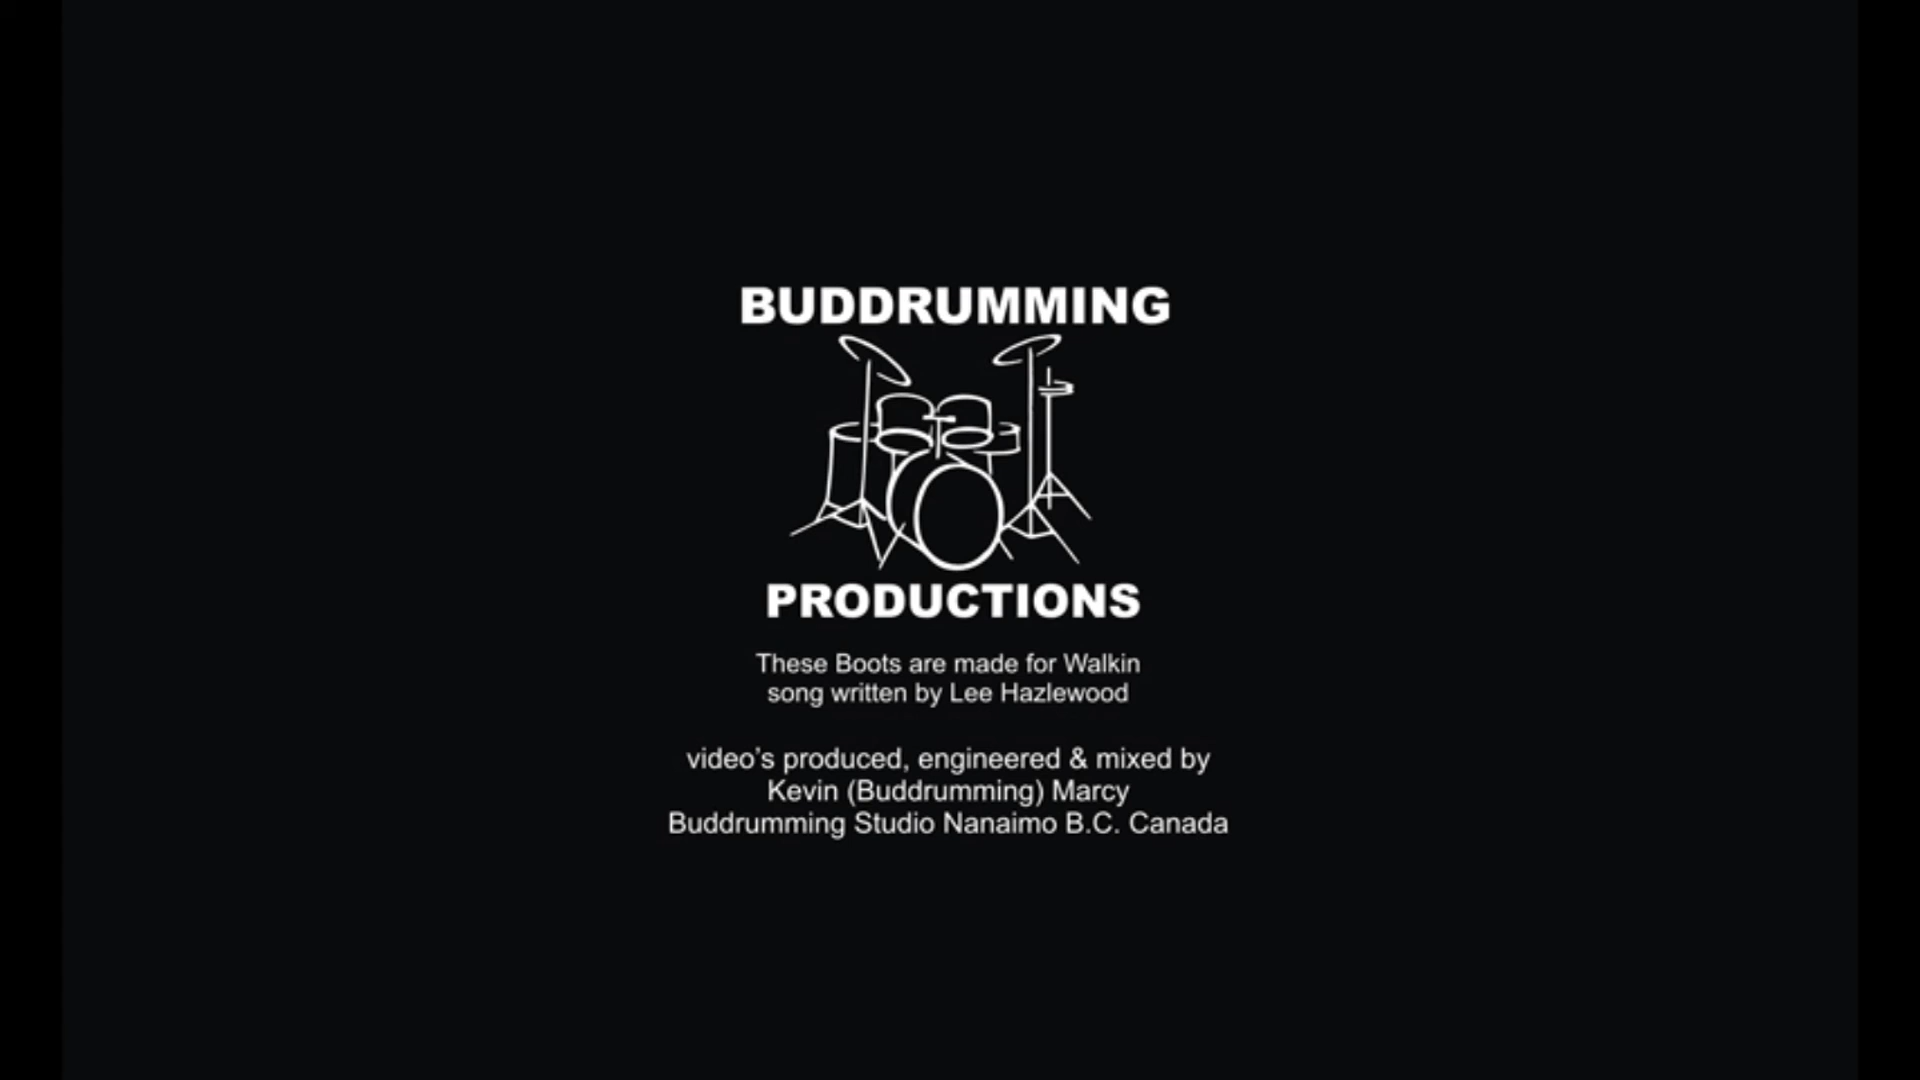 BUDDRUMMING
PRODUCTIONS
These Boots are made for Walkin
song written by Lee Hazlewood
video's produced, engineered & mixed by
Kevin (Buddrumming) Marcy
Buddrumming Studio Nanaimo B.C. Canada